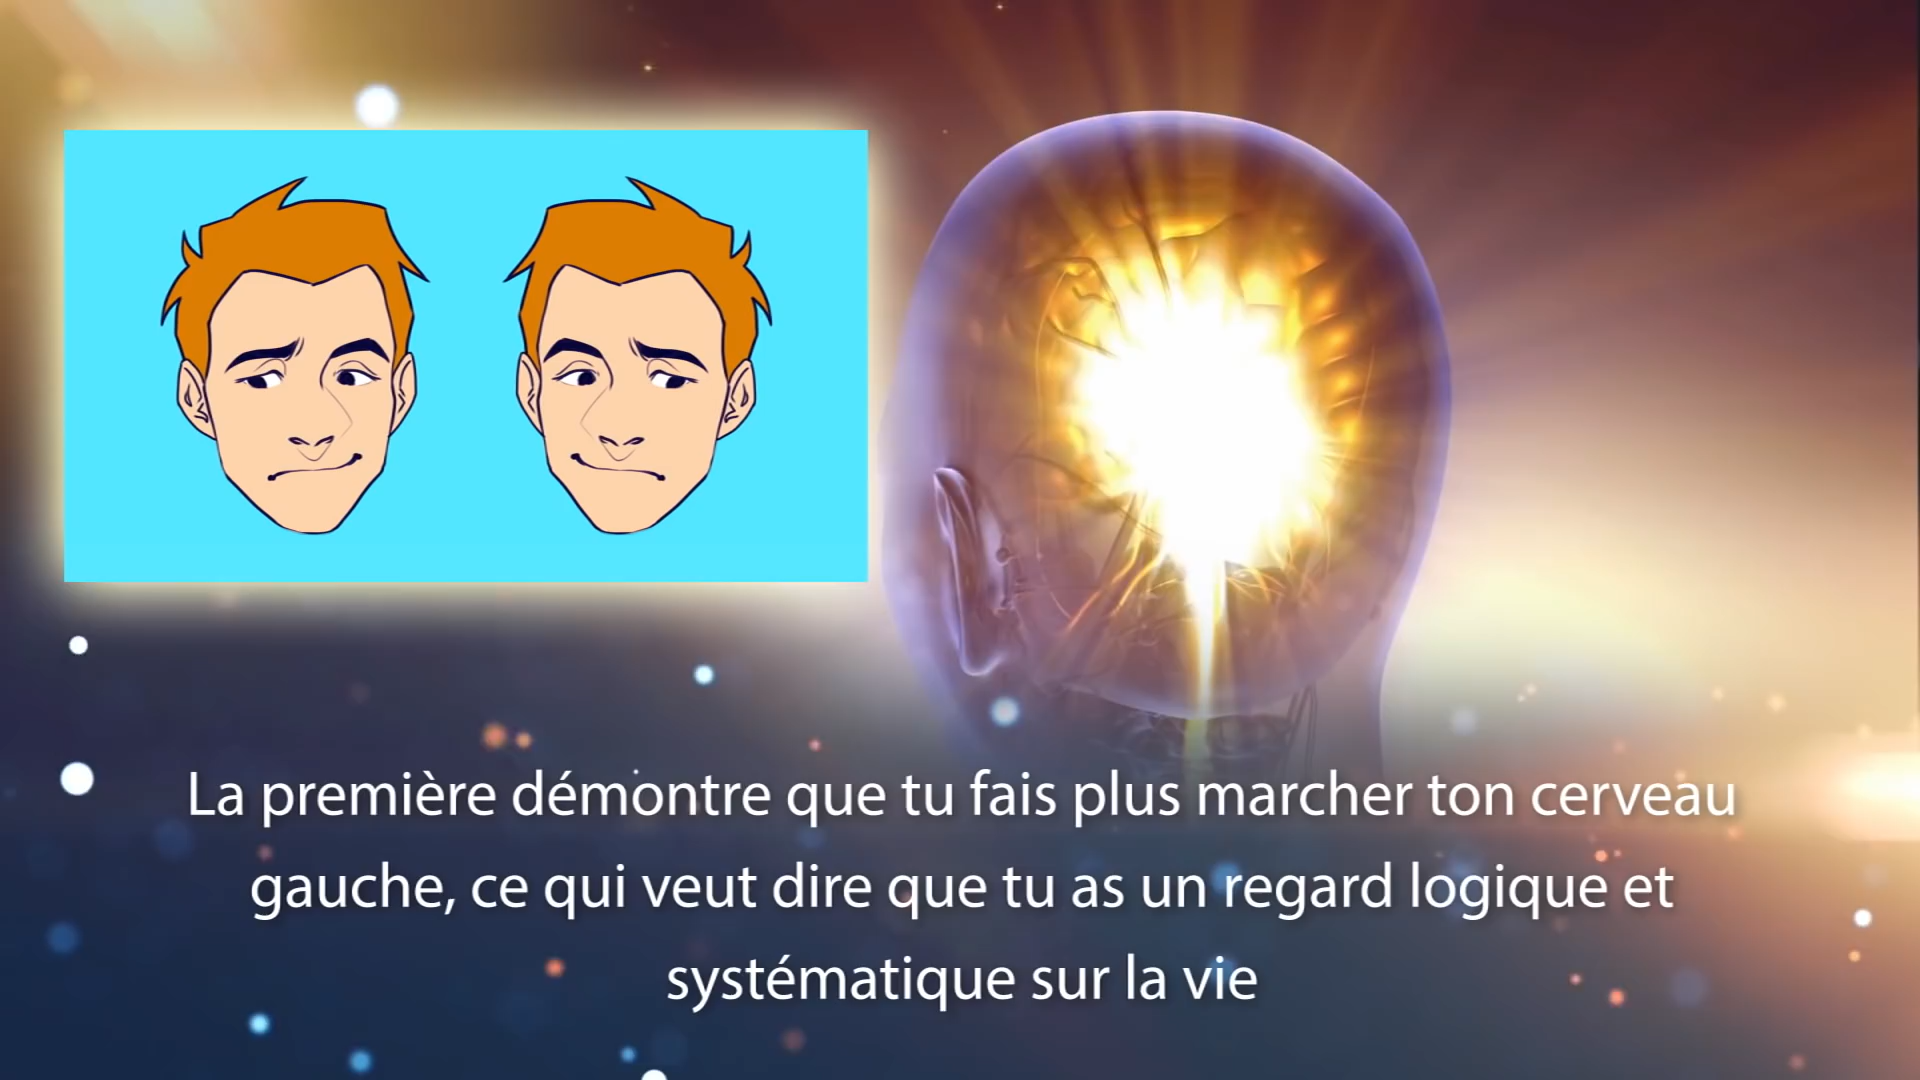 La première démontre que tu fais plus marcher ton cerveau
gauche, ce qui veut dire que tu as un regard logique et
systématique sur la vie